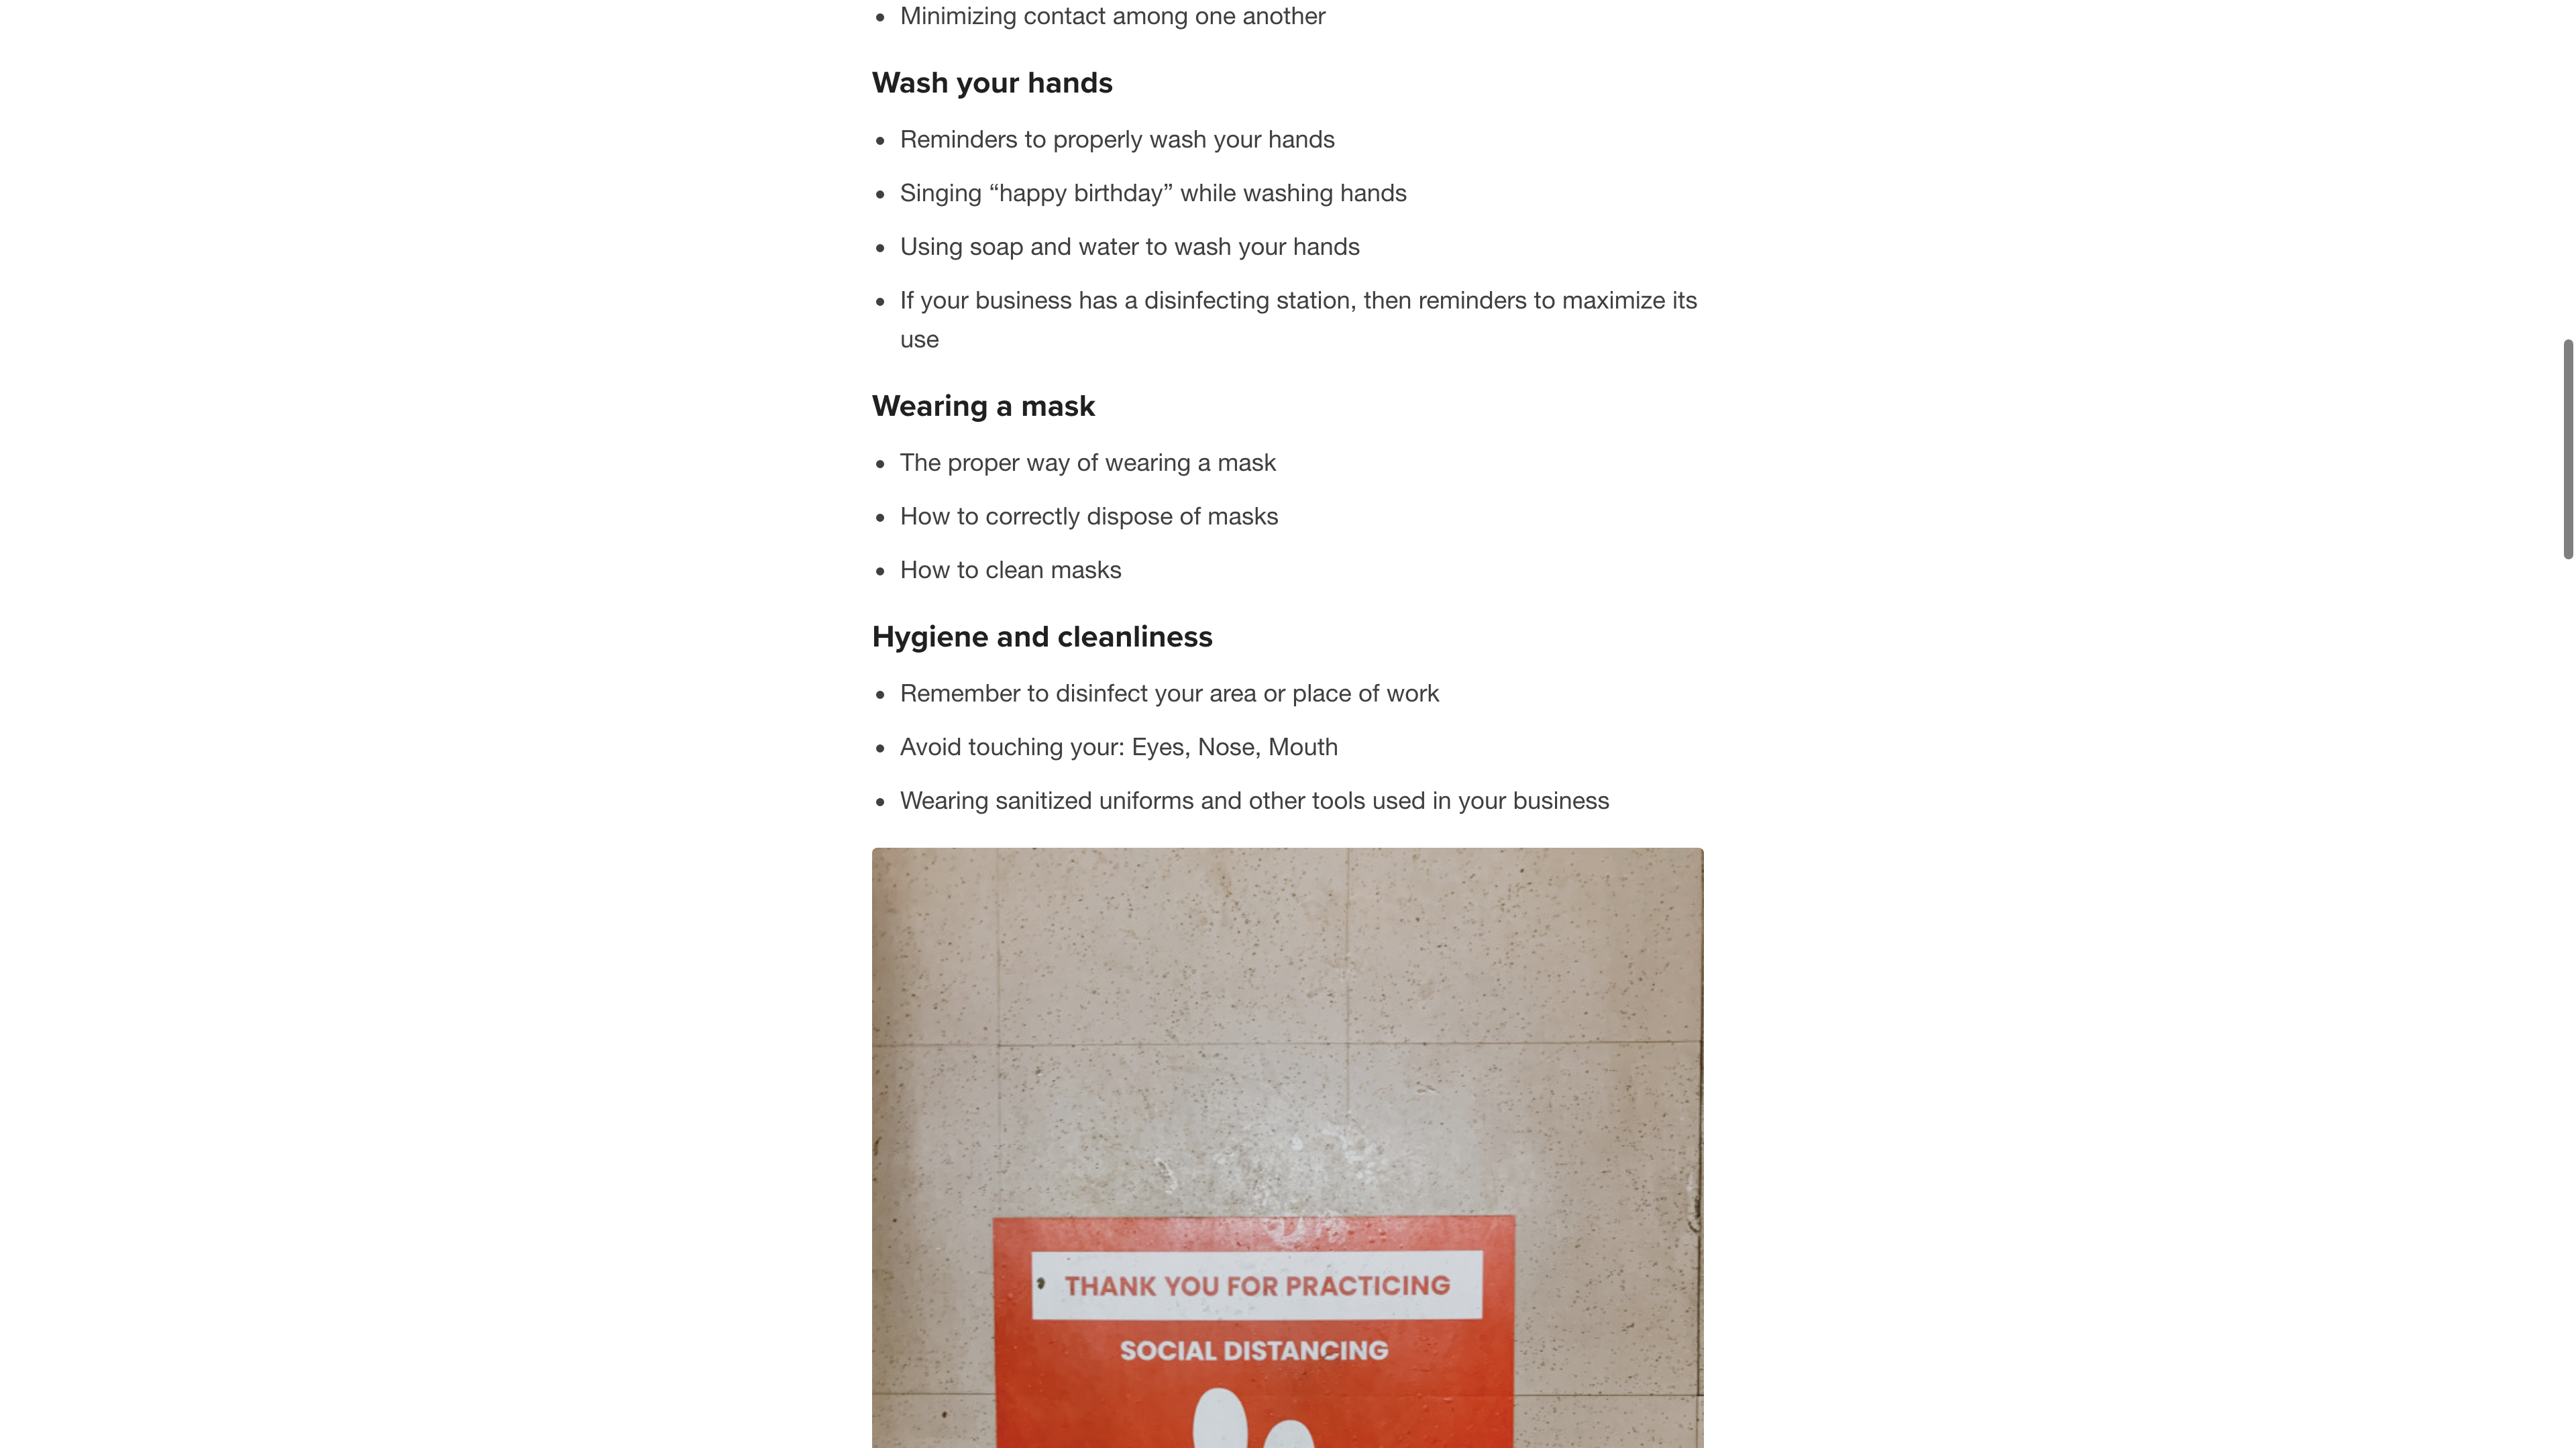 Minimizing contact among one another
Wash your hands
Reminders to properly wash your hands
Singing “happy birthday” while washing hands
Using soap and water to wash your hands
If your business has a disinfecting station, then reminders to maximize its
use
Wearing a mask
The proper way of wearing a mask
How to correctly dispose of masks
How to clean masks
Hygiene and cleanliness
Remember to disinfect your area or place of work
Avoid touching your: Eyes, Nose, Mouth
Wearing sanitized uniforms and other tools used in your business
THANK YOU FOR PRACTICING
SOCIAL DISTANCING